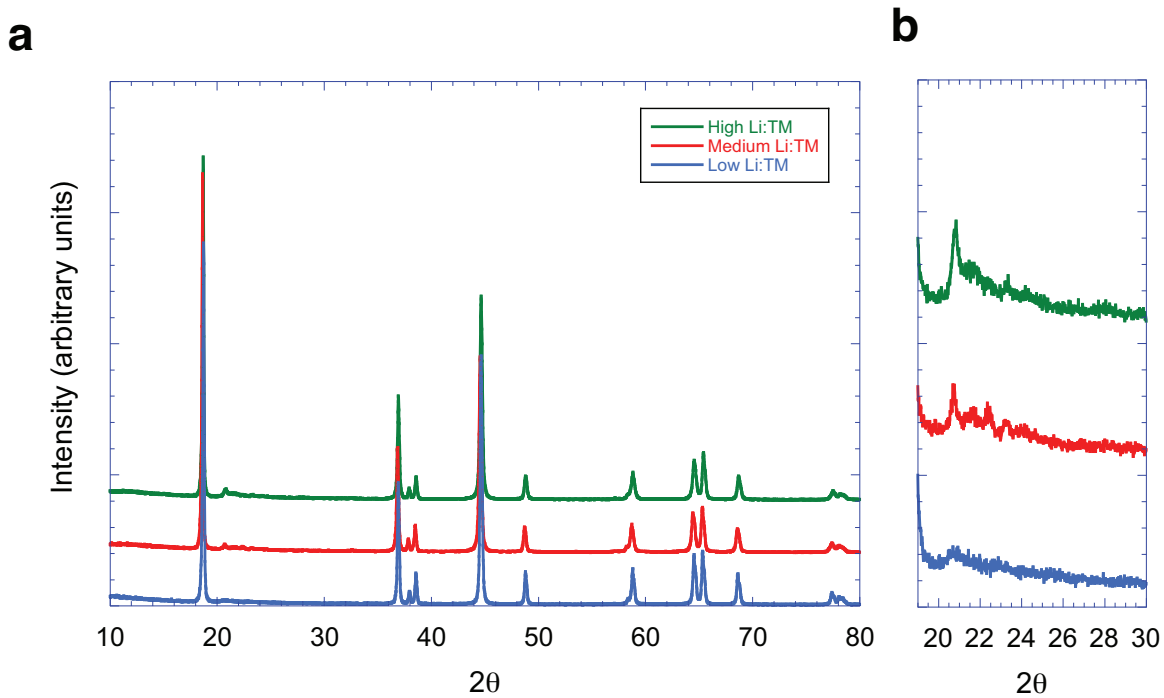 a
b
High Li:TM
Medium Li:TM
Low Li:TM
Intensity (arbitrary units)
10 20 30 40 50 60 70 80
2θ
20 22 24 26 28 30
2θ